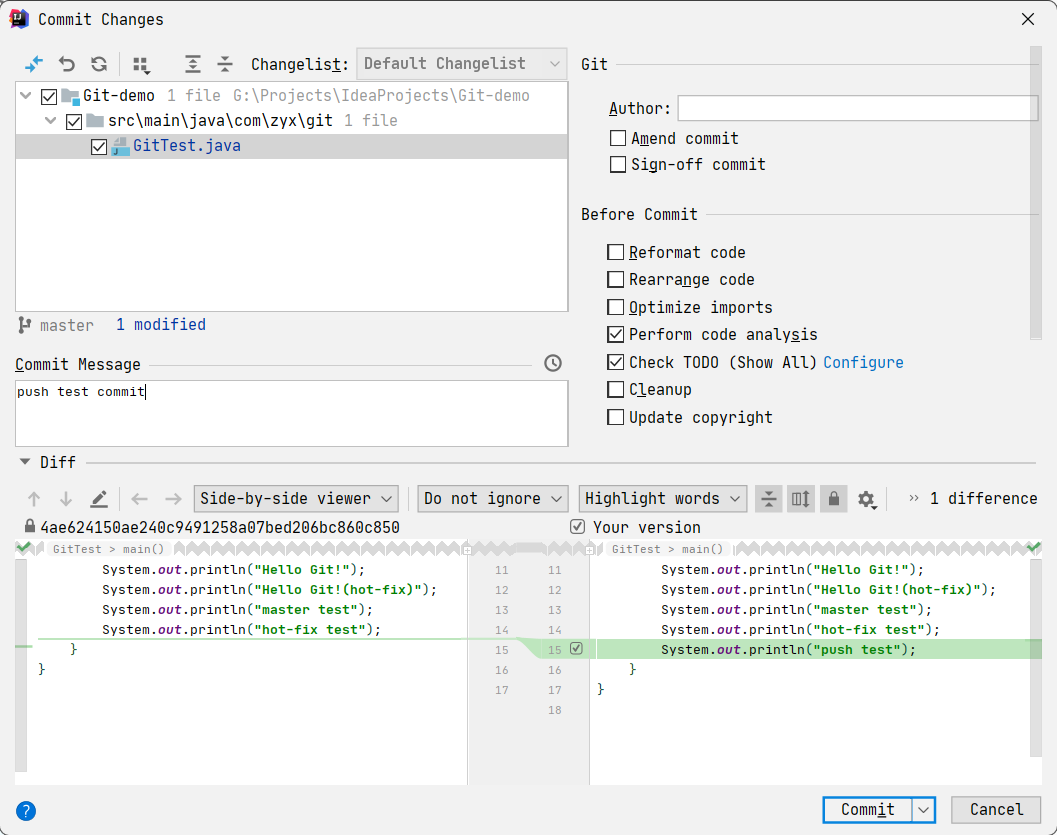 Commit Changes
Changelist: Default Changelist
Git-demo 1 file G:\Projects\IdeaProjects\Git-demo
src\main\java\com\zyx\git 1 file
GitTest.java
master 1 modified
Commit Message
push test commit
Git
Author:
Amend commit
Sign-off commit
Before Commit
Reformat code
Rearrange code
Optimize imports
Perform code analysis
Check TODO (Show All) Configure
Cleanup
Update copyright
Diff
Side-by-side viewer Do not ignore Highlight words >> 1 difference
4ae624150ae240c9491258a07bed206bc860c850 Your version
GitTest > main() GitTest > main()
System.out.println("Hello Git!"); 11 11 System.out.println("Hello Git!");
System.out.println("Hello Git!(hot-fix)"); 12 12 System.out.println("Hello Git!(hot-fix)");
System.out.println("master test"); 13 13 System.out.println("master test");
System.out.println("hot-fix test"); 14 14 System.out.println("hot-fix test");
} 15 15 System.out.println("push test");
} 16 16 }
17 17 }
18
? Commit Cancel